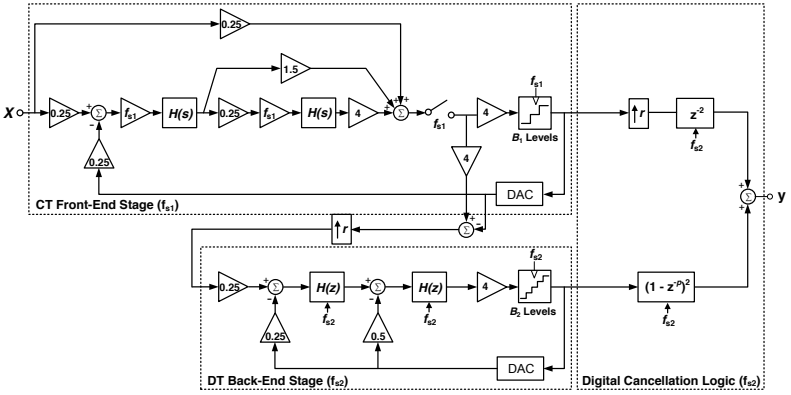 0.25
1.5
X
0.25
+
Σ
−
f_s1
H(s)
0.25
f_s1
H(s)
4
+
+
+
Σ
f_s1
4
f_s1
B₁ Levels
↑r
z⁻²
f_s2
0.25
4
DAC
CT Front-End Stage (f_s1)
+
Σ
−
↑r
+
Σ
+
y
0.25
+
Σ
−
H(z)
f_s2
+
Σ
−
H(z)
f_s2
4
f_s2
B₂ Levels
(1 - z⁻ᵖ)²
f_s2
0.25
0.5
DAC
DT Back-End Stage (f_s2)
Digital Cancellation Logic (f_s2)